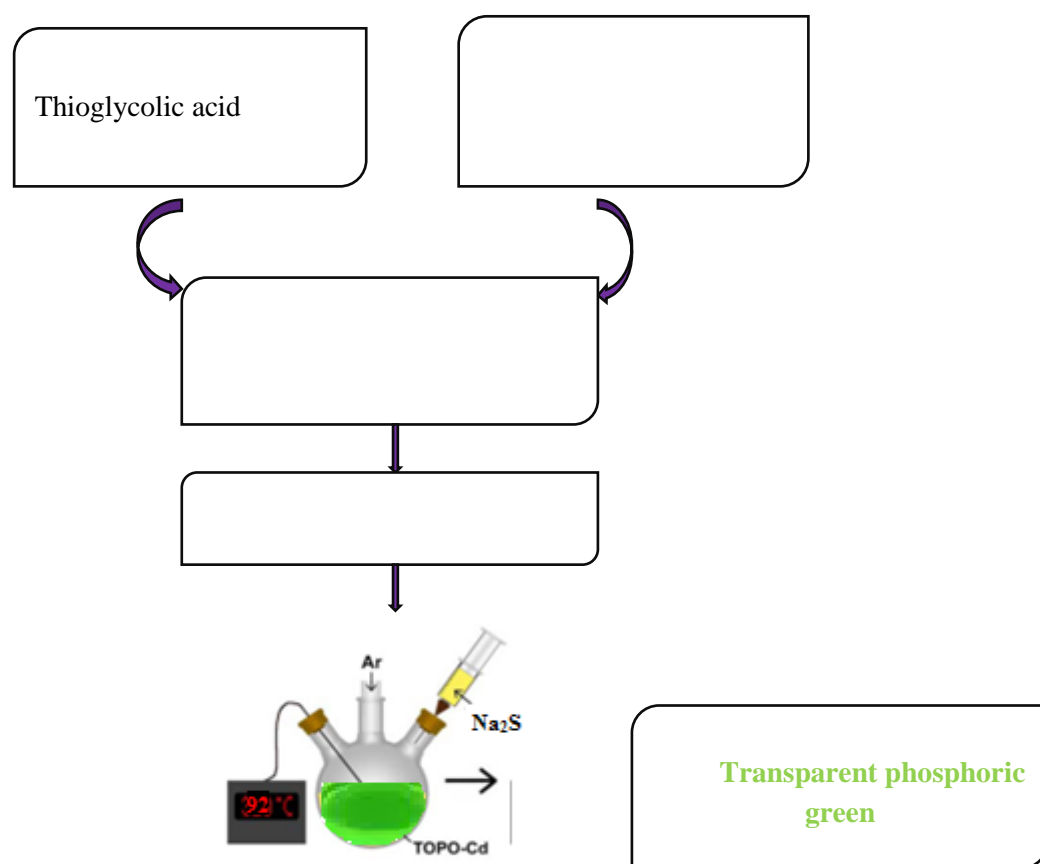 Thioglycolic acid
Ar
Na₂S
92 °C
TOPO-Cd
Transparent phosphoric
green